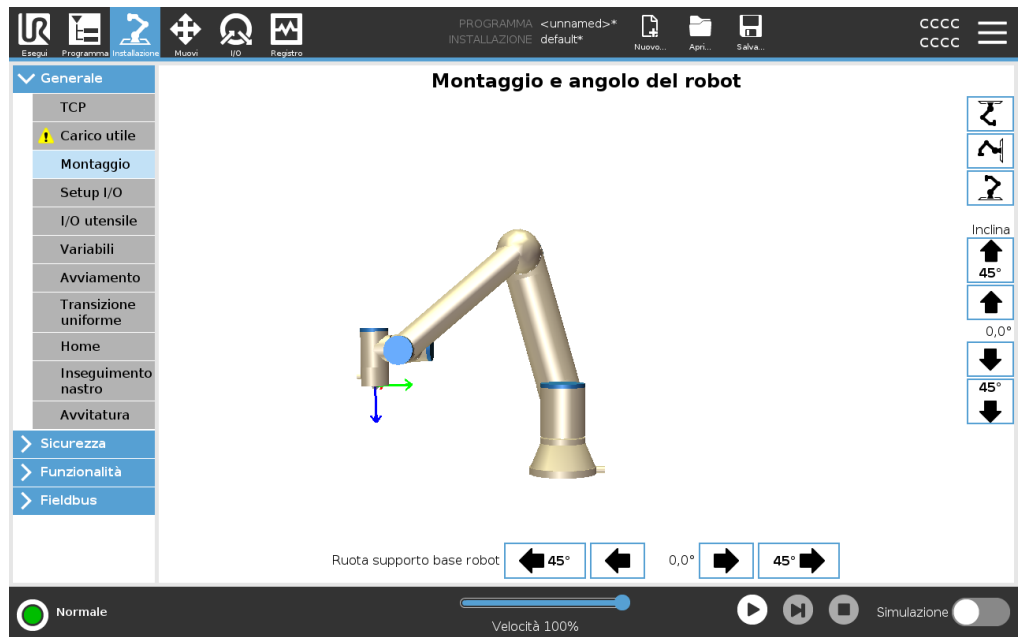 UR
PROGRAMMA <unnamed>*
INSTALLAZIONE default*
CCCC
CCCC
Esegui
Programma
Installazione
Muovi
I/O
Registro
Nuovo...
Apri...
Salva...
Generale
TCP
Carico utile
Montaggio
Setup I/O
I/O utensile
Variabili
Avviamento
Transizione
uniforme
Home
Inseguimento
nastro
Avvitatura
Sicurezza
Funzionalità
Fieldbus
Montaggio e angolo del robot
Inclina
45°
0,0°
45°
Ruota supporto base robot 45° 0,0° 45°
Normale
Velocità 100%
Simulazione